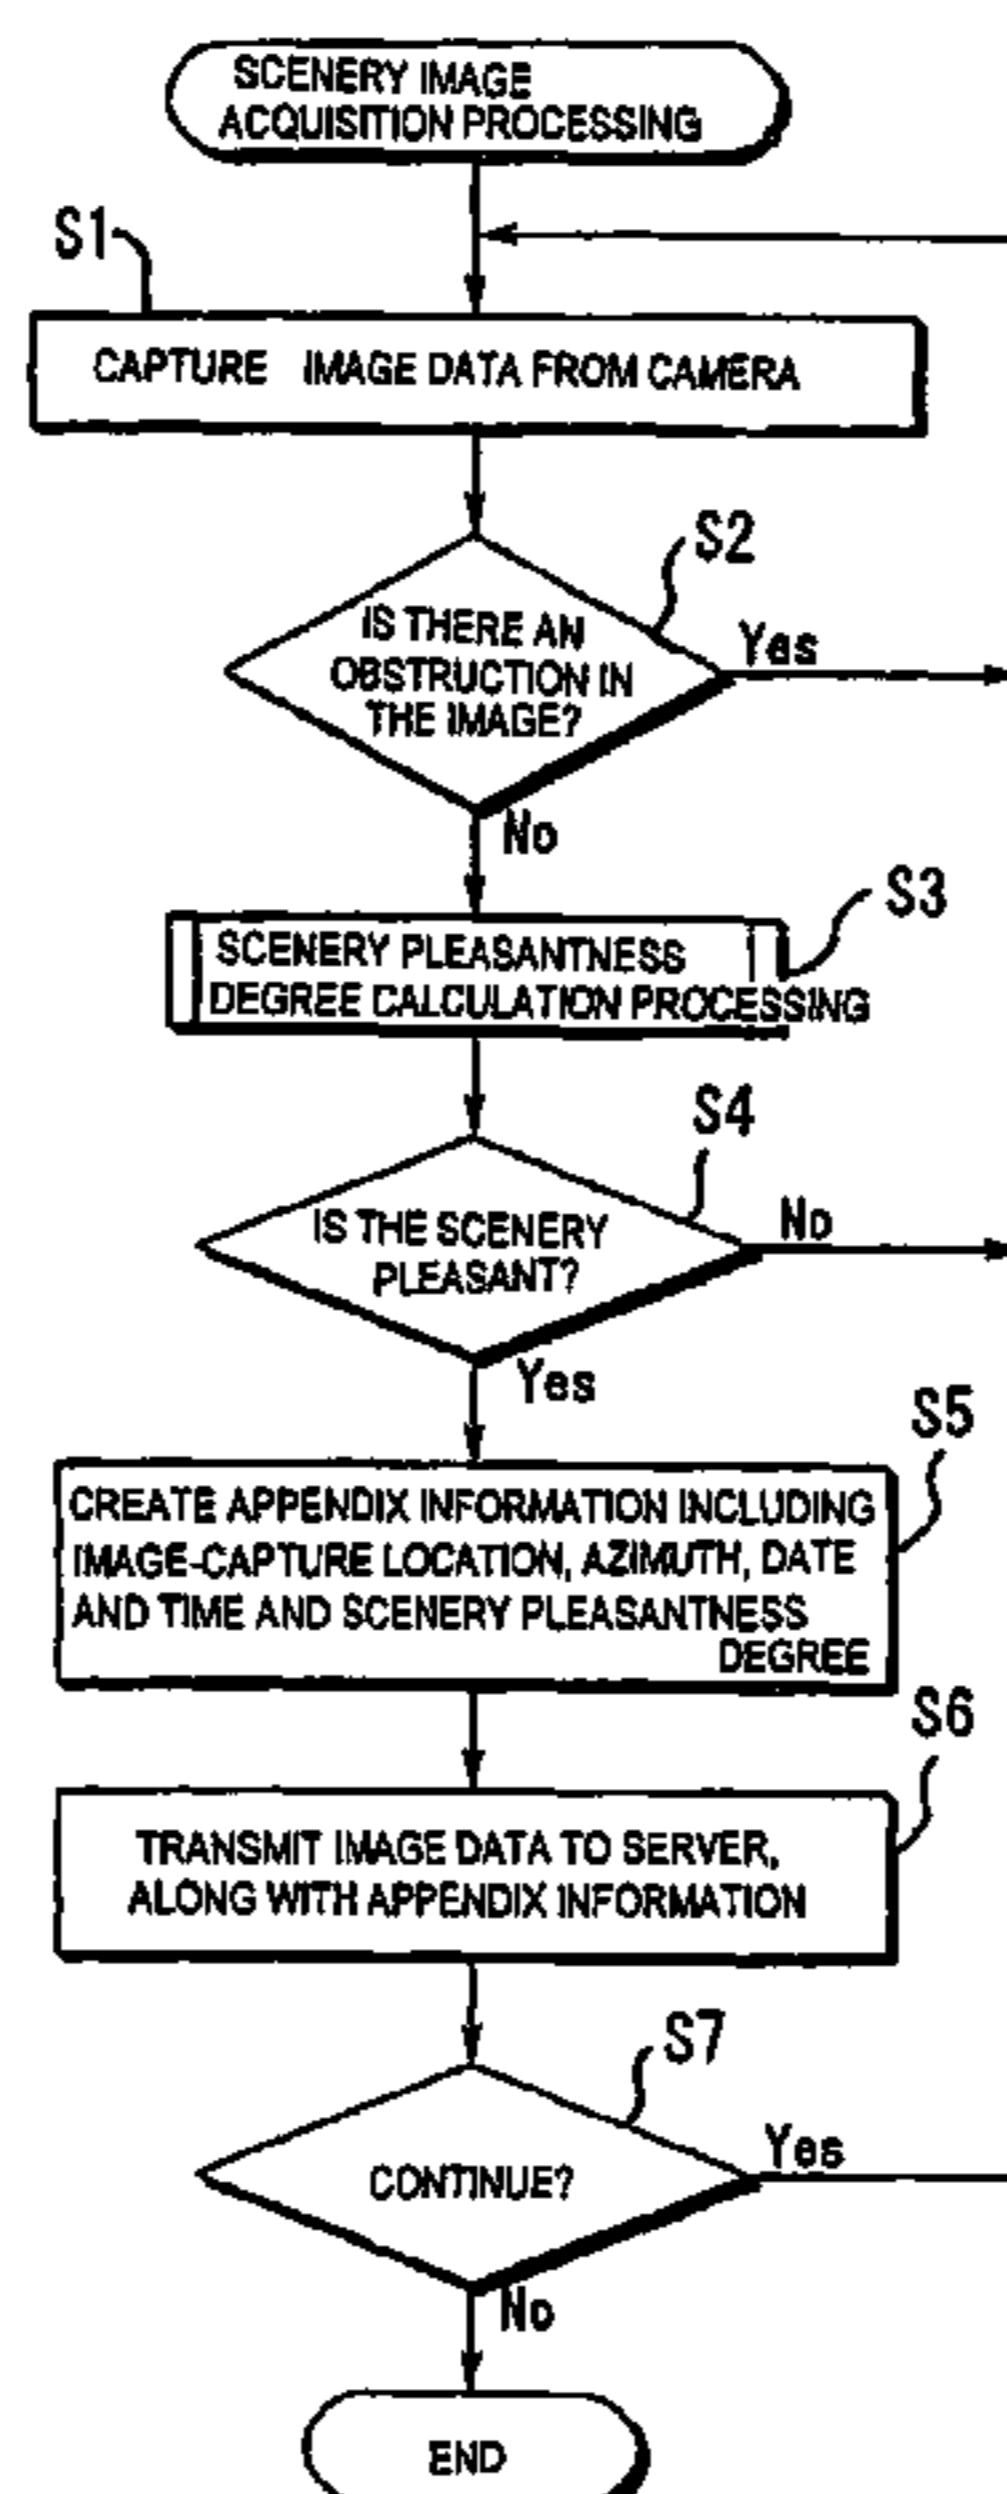 SCENERY IMAGE
ACQUISITION PROCESSING
S1
CAPTURE IMAGE DATA FROM CAMERA
S2
IS THERE AN
OBSTRUCTION IN
THE IMAGE?
Yes
No
S3
SCENERY PLEASANTNESS
DEGREE CALCULATION PROCESSING
S4
IS THE SCENERY
PLEASANT?
No
Yes
S5
CREATE APPENDIX INFORMATION INCLUDING
IMAGE-CAPTURE LOCATION, AZIMUTH, DATE
AND TIME AND SCENERY PLEASANTNESS
DEGREE
S6
TRANSMIT IMAGE DATA TO SERVER,
ALONG WITH APPENDIX INFORMATION
S7
CONTINUE?
Yes
No
END